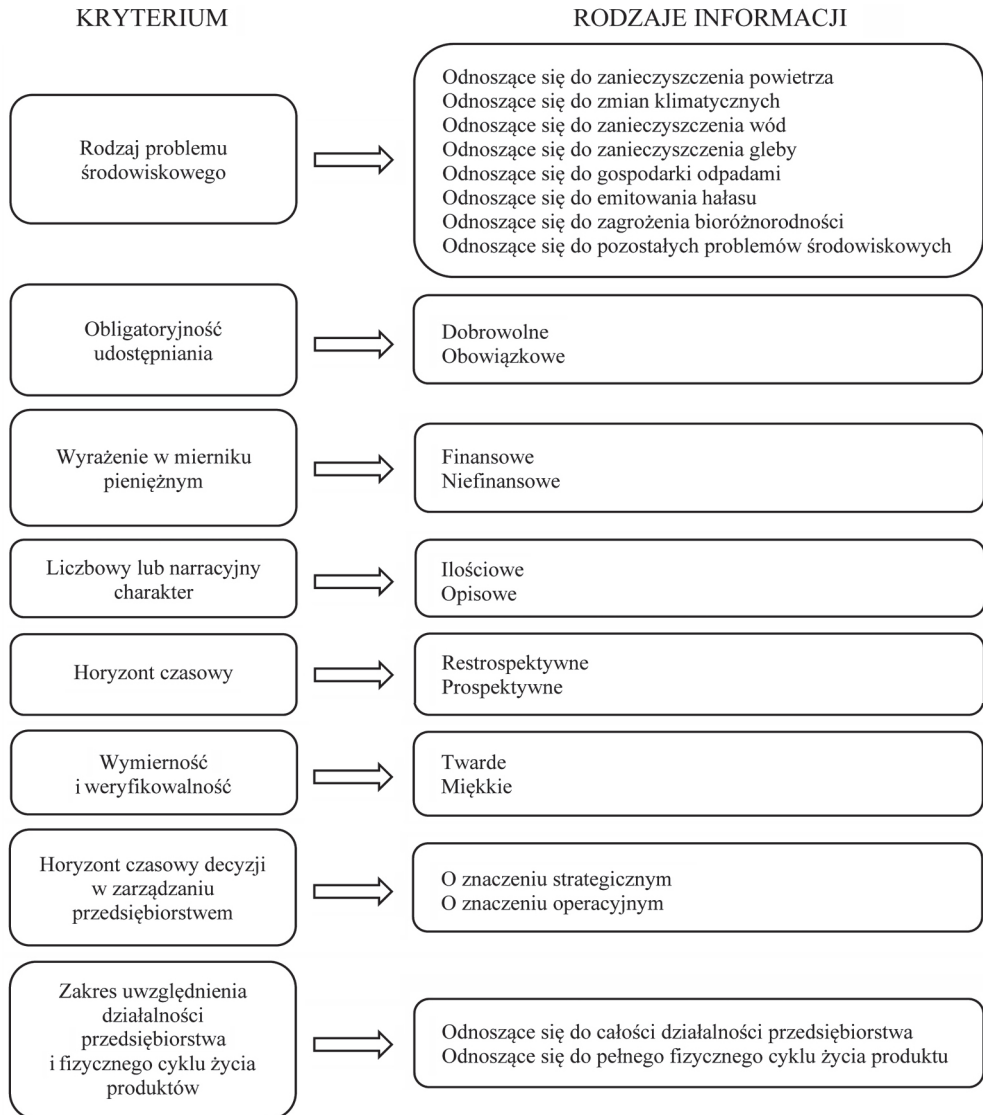 KRYTERIUM
RODZAJE INFORMACJI
Rodzaj problemu
środowiskowego
Odnoszące się do zanieczyszczenia powietrza
Odnoszące się do zmian klimatycznych
Odnoszące się do zanieczyszczenia wód
Odnoszące się do zanieczyszczenia gleby
Odnoszące się do gospodarki odpadami
Odnoszące się do emitowania hałasu
Odnoszące się do zagrożenia bioróżnorodności
Odnoszące się do pozostałych problemów środowiskowych
Obligatoryjność
udostępniania
Dobrowolne
Obowiązkowe
Wyrażenie w mierniku
pieniężnym
Finansowe
Niefinansowe
Liczbowy lub narracyjny
charakter
Ilościowe
Opisowe
Horyzont czasowy
Restrospektywne
Prospektywne
Wymierność
i weryfikowalność
Twarde
Miękkie
Horyzont czasowy decyzji
w zarządzaniu
przedsiębiorstwem
O znaczeniu strategicznym
O znaczeniu operacyjnym
Zakres uwzględnienia
działalności
przedsiębiorstwa
i fizycznego cyklu życia
produktów
Odnoszące się do całości działalności przedsiębiorstwa
Odnoszące się do pełnego fizycznego cyklu życia produktu